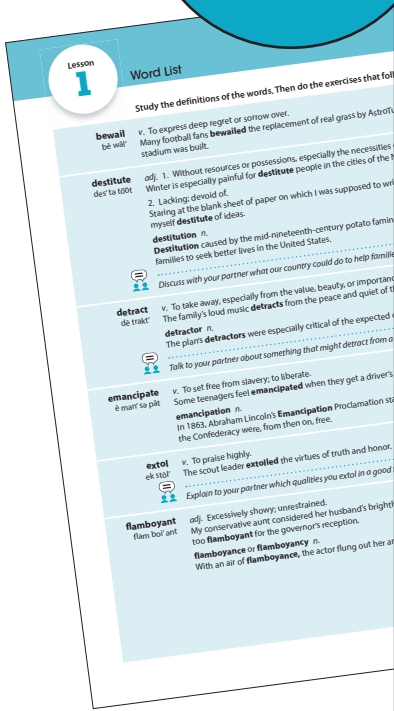 Lesson
1
Word List
Study the definitions of the words. Then do the exercises that foll
bewail
bē wāl′
v. To express deep regret or sorrow over.
Many football fans bewailed the replacement of real grass by AstroTu
stadium was built.
destitute
des′ tə to͞ot
adj. 1. Without resources or possessions, especially the necessities
Winter is especially painful for destitute people in the cities of the N
2. Lacking; devoid of.
Staring at the blank sheet of paper on which I was supposed to wri
myself destitute of ideas.
destitution n.
Destitution caused by the mid-nineteenth-century potato famin
families to seek better lives in the United States.
Discuss with your partner what our country could do to help familie
detract
dē trakt′
v. To take away, especially from the value, beauty, or importanc
The family's loud music detracts from the peace and quiet of th
detractor n.
The plan's detractors were especially critical of the expected c
Talk to your partner about something that might detract from a
emancipate
ē man′ sə pāt
v. To set free from slavery; to liberate.
Some teenagers feel emancipated when they get a driver's
emancipation n.
In 1863, Abraham Lincoln's Emancipation Proclamation sta
the Confederacy were, from then on, free.
extol
ek stōl′
v. To praise highly.
The scout leader extolled the virtues of truth and honor.
Explain to your partner which qualities you extol in a good
flamboyant
flam boi′ ənt
adj. Excessively showy; unrestrained.
My conservative aunt considered her husband's brightl
too flamboyant for the governor's reception.
flamboyance or flamboyancy n.
With an air of flamboyance, the actor flung out her ar